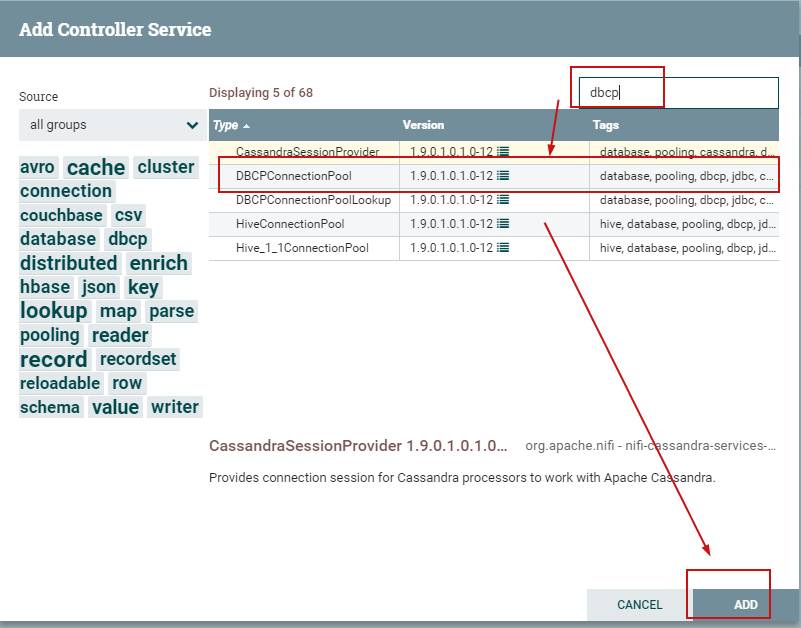 Add Controller Service
Source
Displaying 5 of 68
dbcp
all groups
Type Version Tags
CassandraSessionProvider 1.9.0.1.0.1.0-12 database, pooling, cassandra, d...
DBCPConnectionPool 1.9.0.1.0.1.0-12 database, pooling, dbcp, jdbc, c...
DBCPConnectionPoolLookup 1.9.0.1.0.1.0-12 database, pooling, dbcp, jdbc, c...
HiveConnectionPool 1.9.0.1.0.1.0-12 hive, database, pooling, dbcp, jd...
Hive_1_1ConnectionPool 1.9.0.1.0.1.0-12 hive, database, pooling, dbcp, jd...
avro cache cluster
connection
couchbase csv
database dbcp
distributed enrich
hbase json key
lookup map parse
pooling reader
record recordset
reloadable row
schema value writer
CassandraSessionProvider 1.9.0.1.0.1.0... org.apache.nifi - nifi-cassandra-services-...
Provides connection session for Cassandra processors to work with Apache Cassandra.
CANCEL ADD